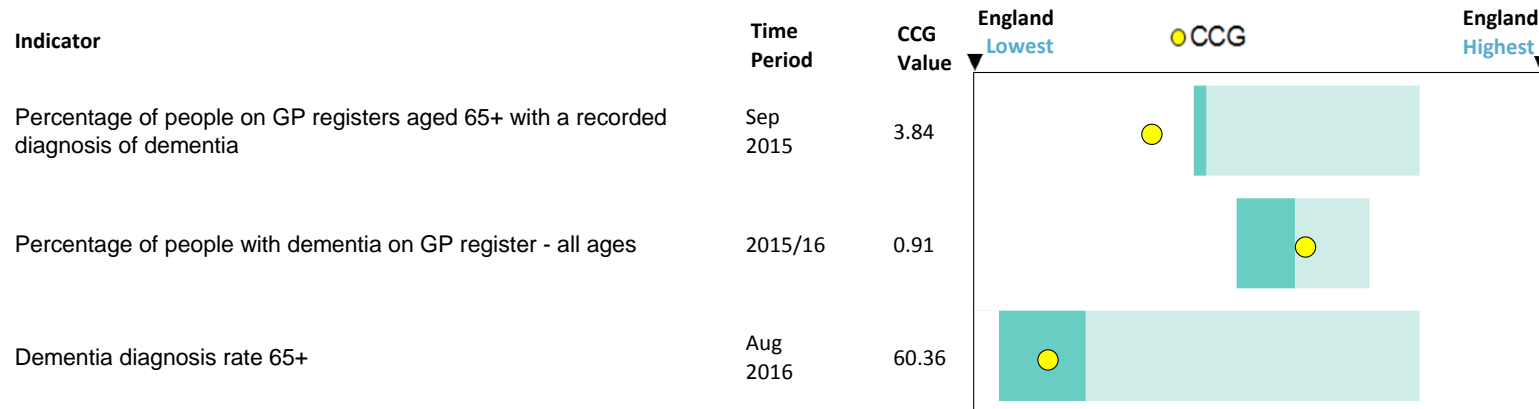 Indicator
Time
Period
CCG
Value
England
Lowest
CCG
England
Highest
Percentage of people on GP registers aged 65+ with a recorded
diagnosis of dementia
Sep
2015
3.84
Percentage of people with dementia on GP register - all ages
2015/16
0.91
Dementia diagnosis rate 65+
Aug
2016
60.36